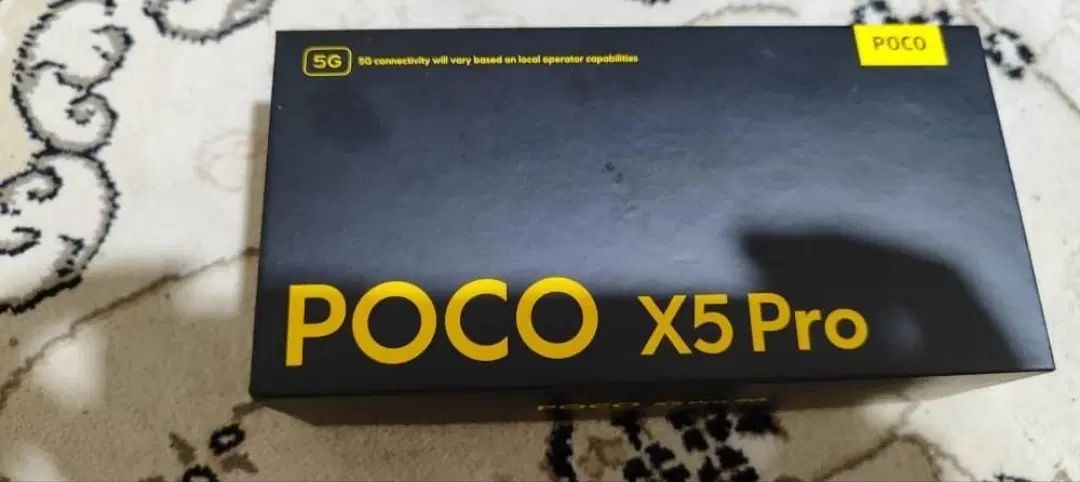 5G 5G connectivity will vary based on local operator capabilities
POCO
POCO X5 Pro